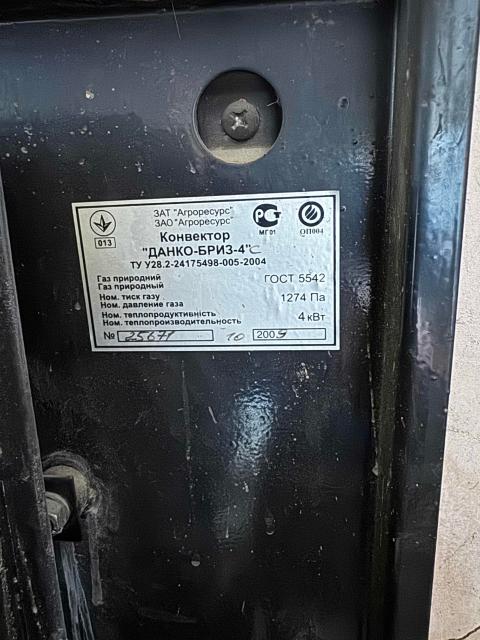 ЗАТ "Агроресурс"
ЗАО "Агроресурс"
013
МГ01
ОП004
Конвектор
"ДАНКО-БРИЗ-4"С
ТУ У28.2-24175498-005-2004
Газ природний
Газ природный
ГОСТ 5542
Ном. тиск газу
Ном. давление газа
1274 Па
Ном. теплопродуктивність
Ном. теплопроизводительность
4 кВт
№ 25671 10 2005